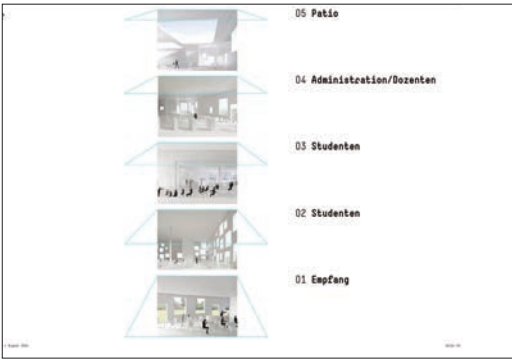 05 Patio
04 Administration/Dozenten
03 Studenten
02 Studenten
01 Empfang